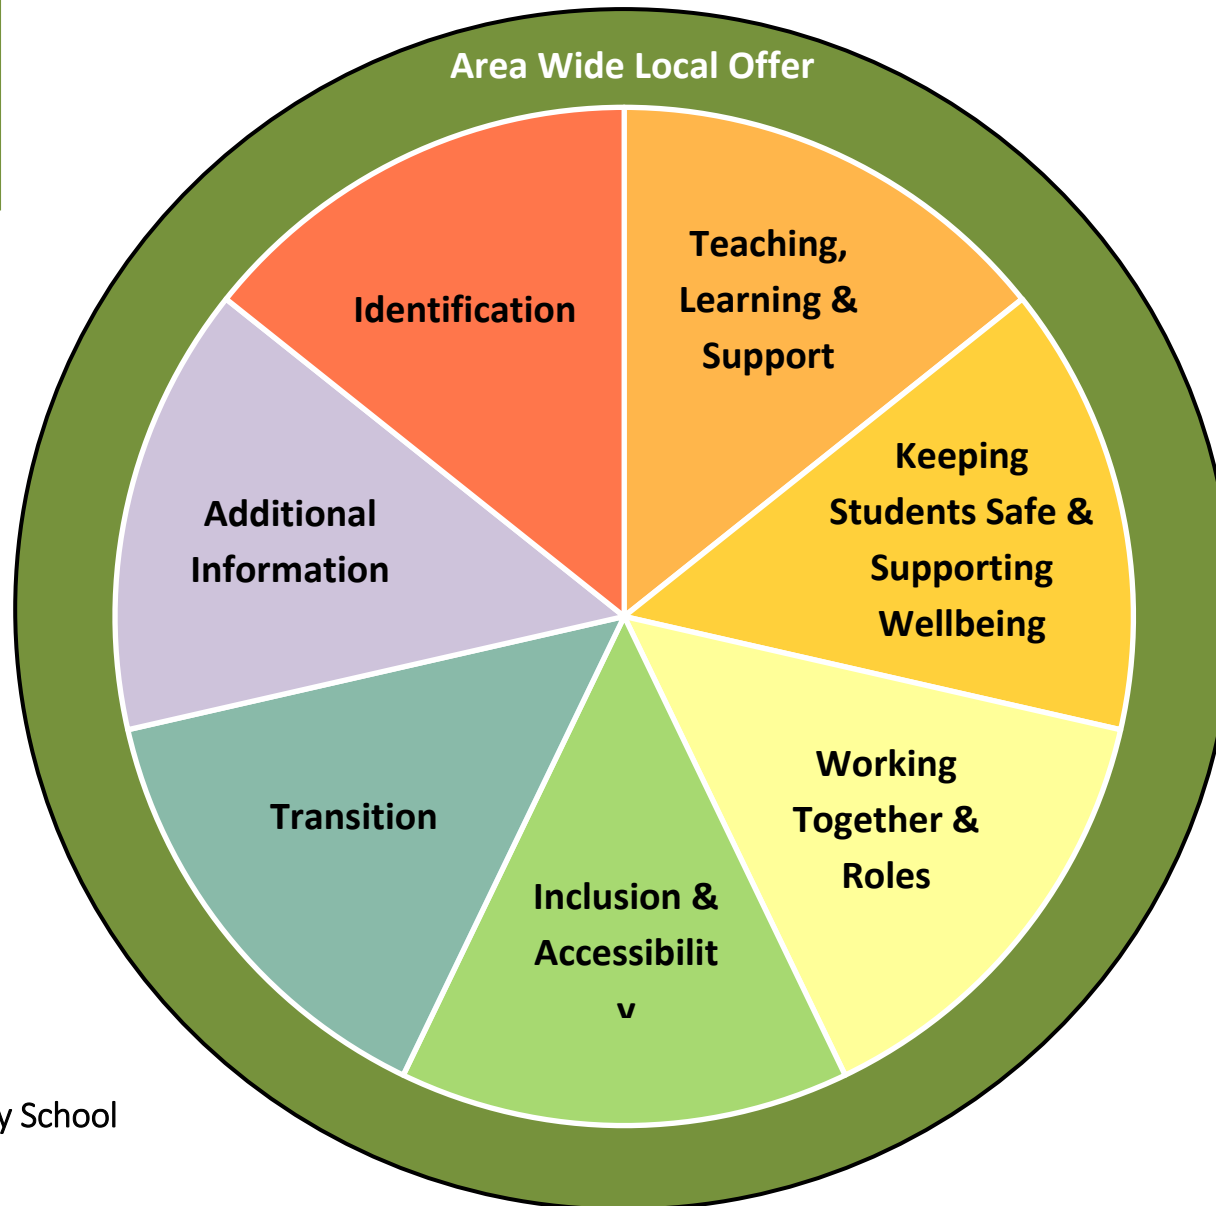 Area Wide Local Offer
Identification
Teaching,
Learning &
Support
Keeping
Students Safe &
Supporting
Wellbeing
Working
Together &
Roles
Inclusion &
Accessibilit
y
Transition
Additional
Information
y School